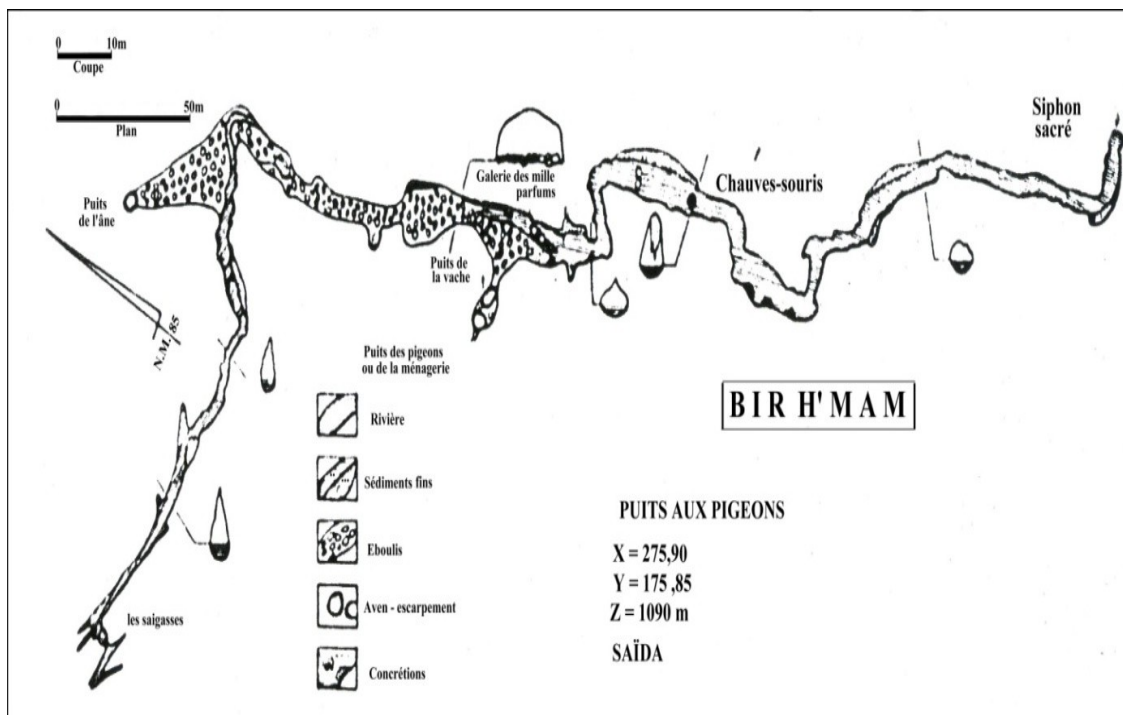 0 10m
Coupe
0 50m
Plan
Siphon
sacré
Galerie des mille
parfums
Chauves-souris
Puits
de l'âne
Puits de
la vache
N.M. 85
Puits des pigeons
ou de la ménagerie
Rivière
BIR H'MAM
Sédiments fins
PUITS AUX PIGEONS
X = 275,90
Eboulis
Y = 175 ,85
Z = 1090 m
Aven - escarpement
les saigasses
SAÏDA
Concrétions